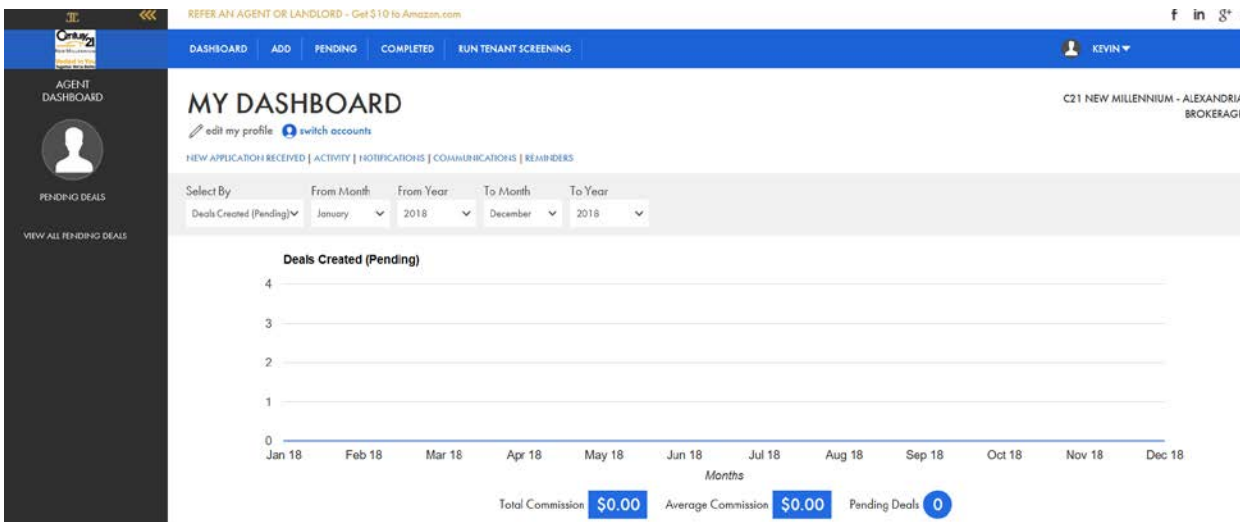 REFER AN AGENT OR LANDLORD - Get $10 to Amazon.com
f in g+
Century 21
DASHBOARD ADD PENDING COMPLETED RUN TENANT SCREENING
KEVIN
AGENT
DASHBOARD
MY DASHBOARD
C21 NEW MILLENNIUM - ALEXANDRIA
BROKERAGE
edit my profile switch accounts
NEW APPLICATION RECEIVED | ACTIVITY | NOTIFICATIONS | COMMUNICATIONS | REMINDERS
PENDING DEALS
VIEW ALL PENDING DEALS
Select By From Month From Year To Month To Year
Deals Created (Pending) January 2018 December 2018
Deals Created (Pending)
4
3
2
1
0
Jan 18 Feb 18 Mar 18 Apr 18 May 18 Jun 18 Jul 18 Aug 18 Sep 18 Oct 18 Nov 18 Dec 18
Months
Total Commission $0.00 Average Commission $0.00 Pending Deals 0